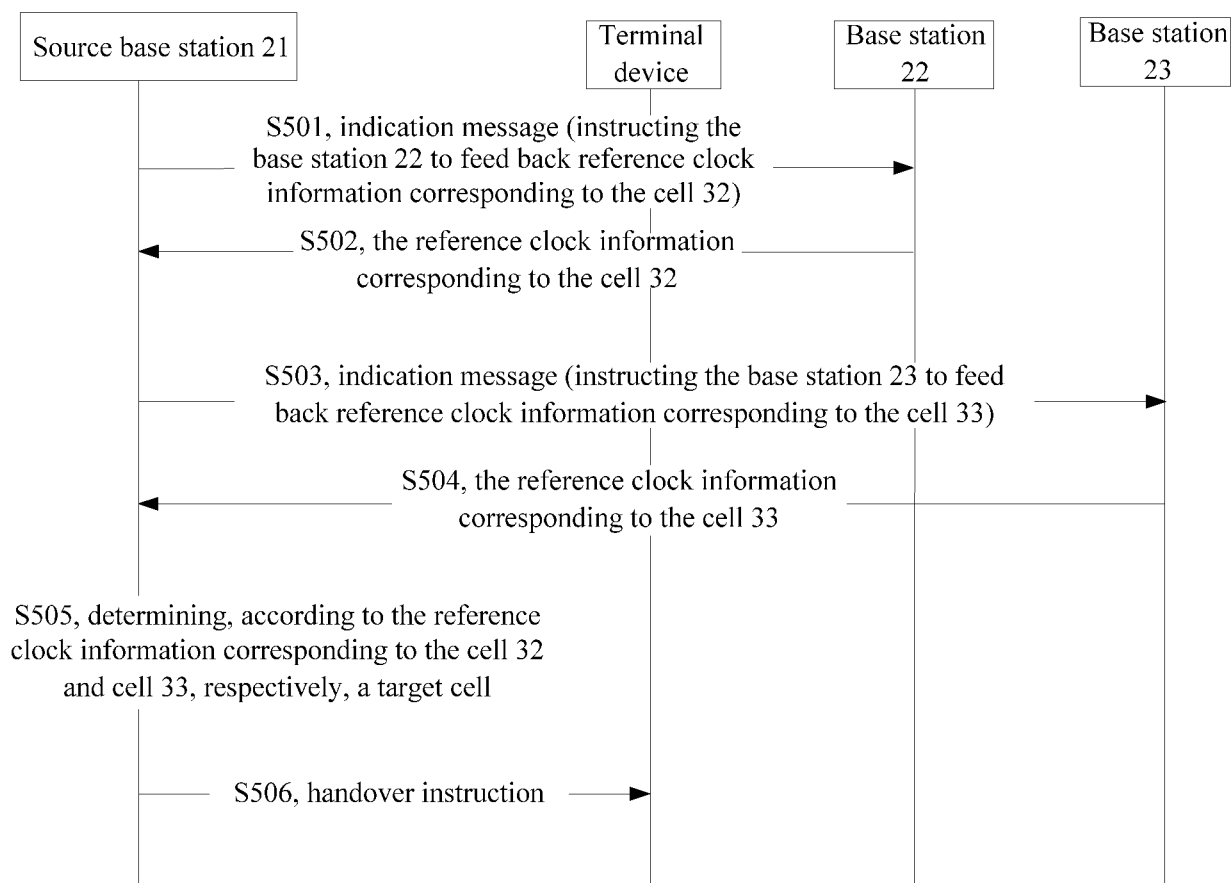 Source base station 21
Terminal
device
Base station
22
Base station
23
S501, indication message (instructing the
base station 22 to feed back reference clock
information corresponding to the cell 32)
S502, the reference clock information
corresponding to the cell 32
S503, indication message (instructing the base station 23 to feed
back reference clock information corresponding to the cell 33)
S504, the reference clock information
corresponding to the cell 33
S505, determining, according to the reference
clock information corresponding to the cell 32
and cell 33, respectively, a target cell
S506, handover instruction